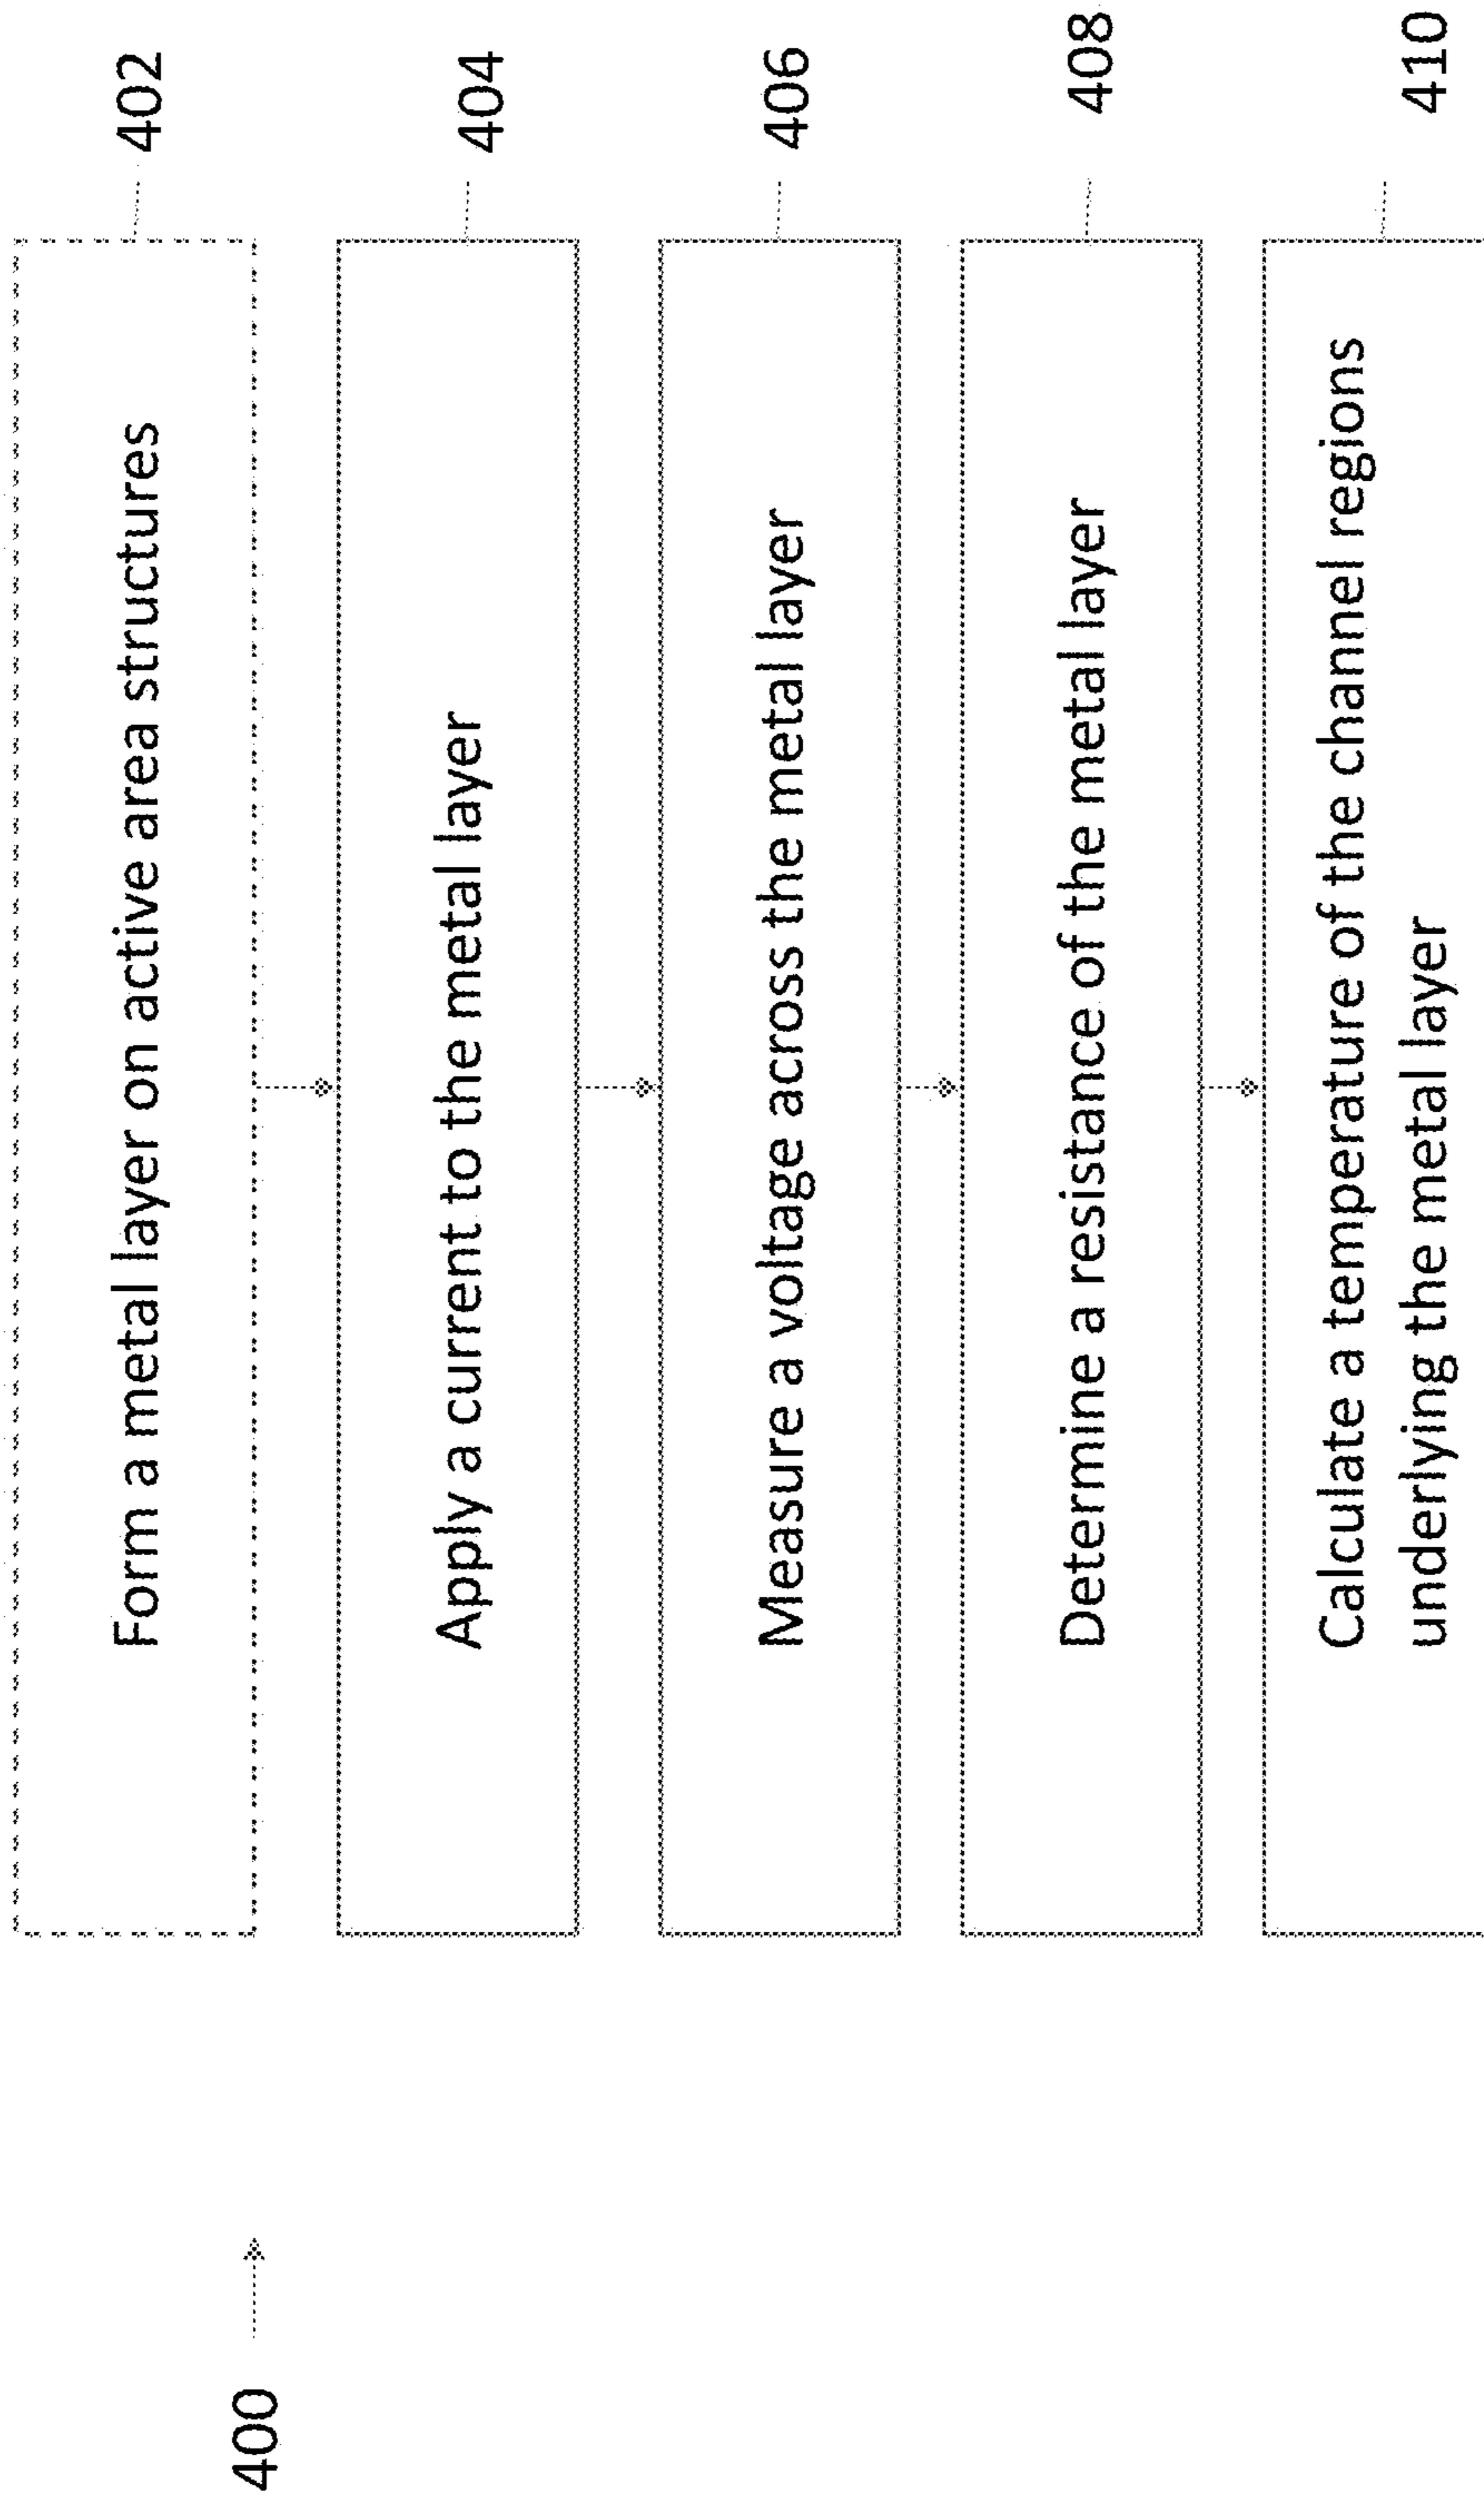 400
Form a metal layer on active area structures
402
Apply a current to the metal layer
404
Measure a voltage across the metal layer
406
Determine a resistance of the metal layer
408
Calculate a temperature of the channel regions
underlying the metal layer
410